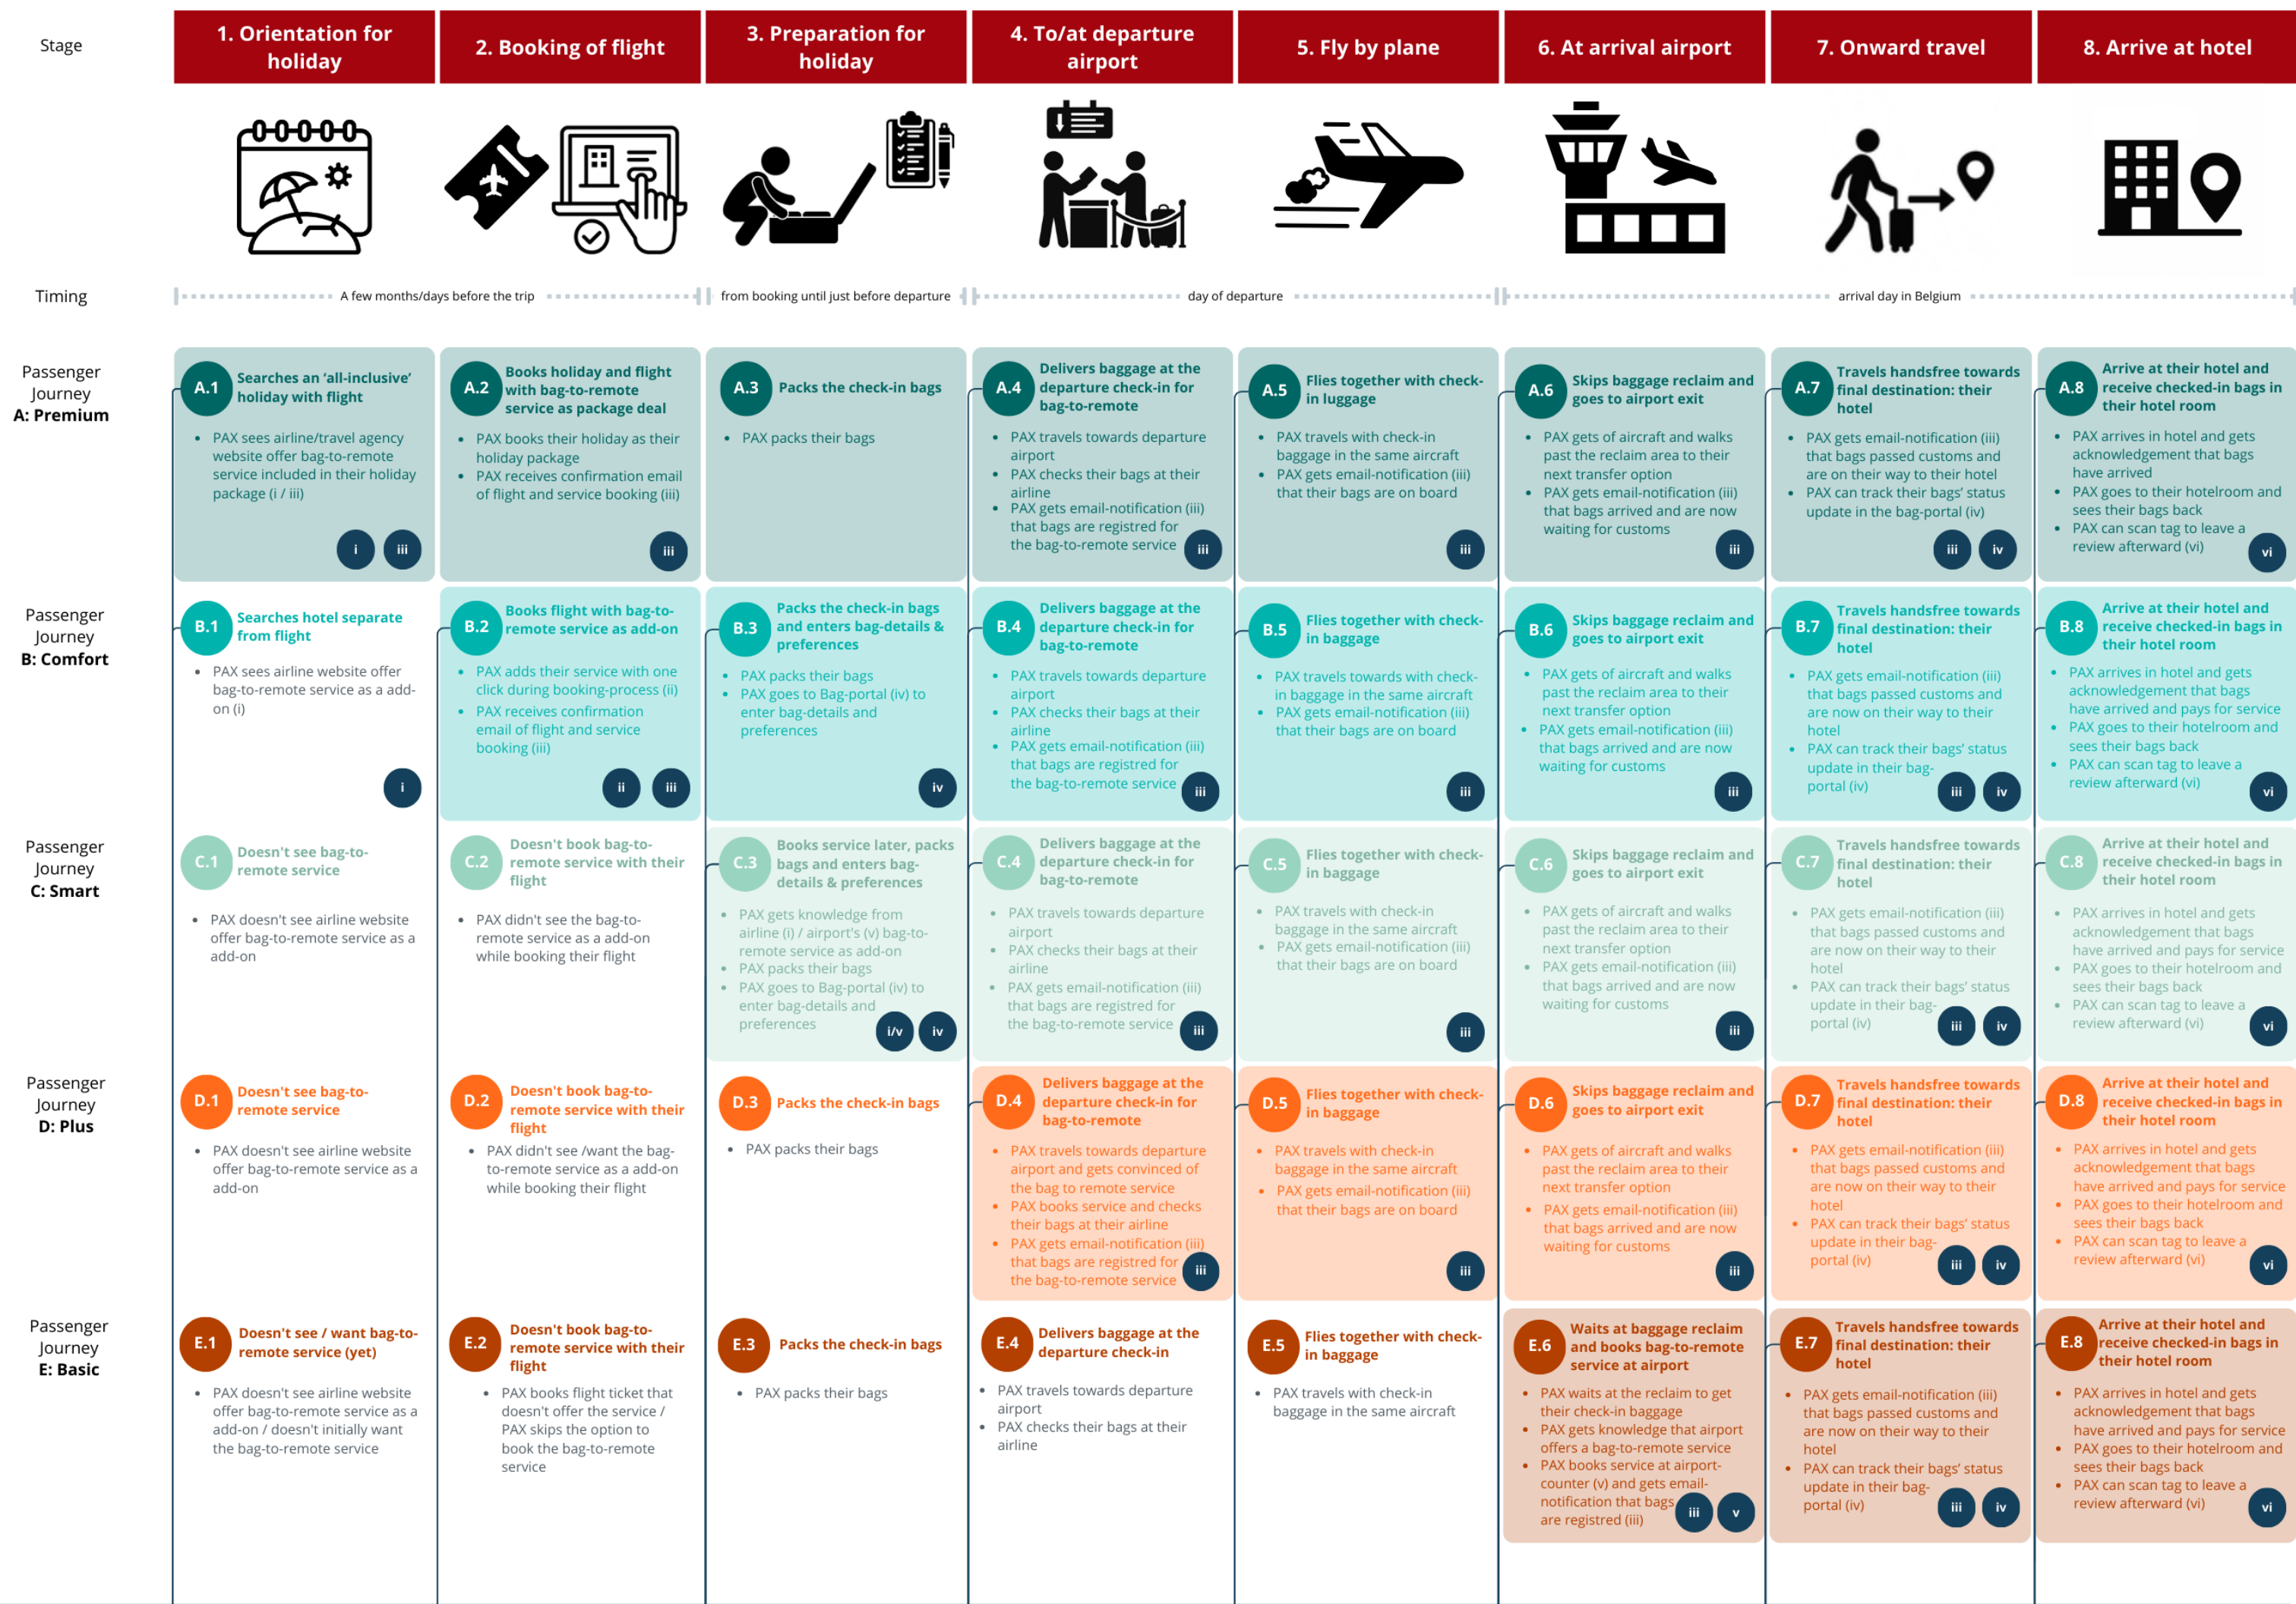 Stage
1. Orientation for
holiday
2. Booking of flight
3. Preparation for
holiday
4. To/at departure
airport
5. Fly by plane
6. At arrival airport
7. Onward travel
8. Arrive at hotel
Timing
A few months/days before the trip
from booking until just before departure
day of departure
arrival day in Belgium
Passenger
Journey
A: Premium
A.1
Searches an ‘all-inclusive’
holiday with flight
• PAX sees airline/travel agency
website offer bag-to-remote
service included in their holiday
package (i / iii)
i
iii
A.2
Books holiday and flight
with bag-to-remote
service as package deal
• PAX books their holiday as their
holiday package
• PAX receives confirmation email
of flight and service booking (iii)
iii
A.3
Packs the check-in bags
• PAX packs their bags
A.4
Delivers baggage at the
departure check-in for
bag-to-remote
• PAX travels towards departure
airport
• PAX checks their bags at their
airline
• PAX gets email-notification (iii)
that bags are registred for
the bag-to-remote service
iii
A.5
Flies together with check-
in luggage
• PAX travels with check-in
baggage in the same aircraft
• PAX gets email-notification (iii)
that their bags are on board
iii
A.6
Skips baggage reclaim and
goes to airport exit
• PAX gets of aircraft and walks
past the reclaim area to their
next transfer option
• PAX gets email-notification (iii)
that bags arrived and are now
waiting for customs
iii
A.7
Travels handsfree towards
final destination: their
hotel
• PAX gets email-notification (iii)
that bags passed customs and
are on their way to their hotel
• PAX can track their bags’ status
update in the bag-portal (iv)
iii
iv
A.8
Arrive at their hotel and
receive checked-in bags in
their hotel room
• PAX arrives in hotel and gets
acknowledgement that bags
have arrived
• PAX goes to their hotelroom and
sees their bags back
• PAX can scan tag to leave a
review afterward (vi)
vi
Passenger
Journey
B: Comfort
B.1
Searches hotel separate
from flight
• PAX sees airline website offer
bag-to-remote service as a add-
on (i)
i
B.2
Books flight with bag-to-
remote service as add-on
• PAX adds their service with one
click during booking-process (ii)
• PAX receives confirmation
email of flight and service
booking (iii)
ii
iii
B.3
Packs the check-in bags
and enters bag-details &
preferences
• PAX packs their bags
• PAX goes to Bag-portal (iv) to
enter bag-details and
preferences
iv
B.4
Delivers baggage at the
departure check-in for
bag-to-remote
• PAX travels towards departure
airport
• PAX checks their bags at their
airline
• PAX gets email-notification (iii)
that bags are registred for
the bag-to-remote service
iii
B.5
Flies together with check-
in baggage
• PAX travels towards with check-
in baggage in the same aircraft
• PAX gets email-notification (iii)
that their bags are on board
iii
B.6
Skips baggage reclaim and
goes to airport exit
• PAX gets of aircraft and walks
past the reclaim area to their
next transfer option
• PAX gets email-notification (iii)
that bags arrived and are now
waiting for customs
iii
B.7
Travels handsfree towards
final destination: their
hotel
• PAX gets email-notification (iii)
that bags passed customs and
are now on their way to their
hotel
• PAX can track their bags’ status
update in their bag-
portal (iv)
iii
iv
B.8
Arrive at their hotel and
receive checked-in bags in
their hotel room
• PAX arrives in hotel and gets
acknowledgement that bags
have arrived and pays for service
• PAX goes to their hotelroom and
sees their bags back
• PAX can scan tag to leave a
review afterward (vi)
vi
Passenger
Journey
C: Smart
C.1
Doesn't see bag-to-
remote service
• PAX doesn't see airline website
offer bag-to-remote service as a
add-on
C.2
Doesn't book bag-to-
remote service with their
flight
• PAX didn't see the bag-to-
remote service as a add-on
while booking their flight
C.3
Books service later, packs
bags and enters bag-
details & preferences
• PAX gets knowledge from
airline (i) / airport's (v) bag-to-
remote service as add-on
• PAX packs their bags
• PAX goes to Bag-portal (iv) to
enter bag-details and
preferences
i/v
iv
C.4
Delivers baggage at the
departure check-in for
bag-to-remote
• PAX travels towards departure
airport
• PAX checks their bags at their
airline
• PAX gets email-notification (iii)
that bags are registred for
the bag-to-remote service
iii
C.5
Flies together with check-
in baggage
• PAX travels with check-in
baggage in the same aircraft
• PAX gets email-notification (iii)
that their bags are on board
iii
C.6
Skips baggage reclaim and
goes to airport exit
• PAX gets of aircraft and walks
past the reclaim area to their
next transfer option
• PAX gets email-notification (iii)
that bags arrived and are now
waiting for customs
iii
C.7
Travels handsfree towards
final destination: their
hotel
• PAX gets email-notification (iii)
that bags passed customs and
are now on their way to their
hotel
• PAX can track their bags’ status
update in their bag-
portal (iv)
iii
iv
C.8
Arrive at their hotel and
receive checked-in bags in
their hotel room
• PAX arrives in hotel and gets
acknowledgement that bags
have arrived and pays for service
• PAX goes to their hotelroom and
sees their bags back
• PAX can scan tag to leave a
review afterward (vi)
vi
Passenger
Journey
D: Plus
D.1
Doesn't see bag-to-
remote service
• PAX doesn't see airline website
offer bag-to-remote service as a
add-on
D.2
Doesn't book bag-to-
remote service with their
flight
• PAX didn't see /want the bag-
to-remote service as a add-on
while booking their flight
D.3
Packs the check-in bags
• PAX packs their bags
D.4
Delivers baggage at the
departure check-in for
bag-to-remote
• PAX travels towards departure
airport and gets convinced of
the bag to remote service
• PAX books service and checks
their bags at their airline
• PAX gets email-notification (iii)
that bags are registred for
the bag-to-remote service
iii
D.5
Flies together with check-
in baggage
• PAX travels with check-in
baggage in the same aircraft
• PAX gets email-notification (iii)
that their bags are on board
iii
D.6
Skips baggage reclaim and
goes to airport exit
• PAX gets of aircraft and walks
past the reclaim area to their
next transfer option
• PAX gets email-notification (iii)
that bags arrived and are now
waiting for customs
iii
D.7
Travels handsfree towards
final destination: their
hotel
• PAX gets email-notification (iii)
that bags passed customs and
are now on their way to their
hotel
• PAX can track their bags’ status
update in their bag-
portal (iv)
iii
iv
D.8
Arrive at their hotel and
receive checked-in bags in
their hotel room
• PAX arrives in hotel and gets
acknowledgement that bags
have arrived and pays for service
• PAX goes to their hotelroom and
sees their bags back
• PAX can scan tag to leave a
review afterward (vi)
vi
Passenger
Journey
E: Basic
E.1
Doesn't see / want bag-to-
remote service (yet)
• PAX doesn't see airline website
offer bag-to-remote service as a
add-on / doesn't initially want
the bag-to-remote service
E.2
Doesn't book bag-to-
remote service with their
flight
• PAX books flight ticket that
doesn't offer the service /
PAX skips the option to
book the bag-to-remote
service
E.3
Packs the check-in bags
• PAX packs their bags
E.4
Delivers baggage at the
departure check-in
• PAX travels towards departure
airport
• PAX checks their bags at their
airline
E.5
Flies together with check-
in baggage
• PAX travels with check-in
baggage in the same aircraft
E.6
Waits at baggage reclaim
and books bag-to-remote
service at airport
• PAX waits at the reclaim to get
their check-in baggage
• PAX gets knowledge that airport
offers a bag-to-remote service
• PAX books service at airport-
counter (v) and gets email-
notification that bags
are registred (iii)
iii
v
E.7
Travels handsfree towards
final destination: their
hotel
• PAX gets email-notification (iii)
that bags passed customs and
are now on their way to their
hotel
• PAX can track their bags’ status
update in their bag-
portal (iv)
iii
iv
E.8
Arrive at their hotel and
receive checked-in bags in
their hotel room
• PAX arrives in hotel and gets
acknowledgement that bags
have arrived and pays for service
• PAX goes to their hotelroom and
sees their bags back
• PAX can scan tag to leave a
review afterward (vi)
vi